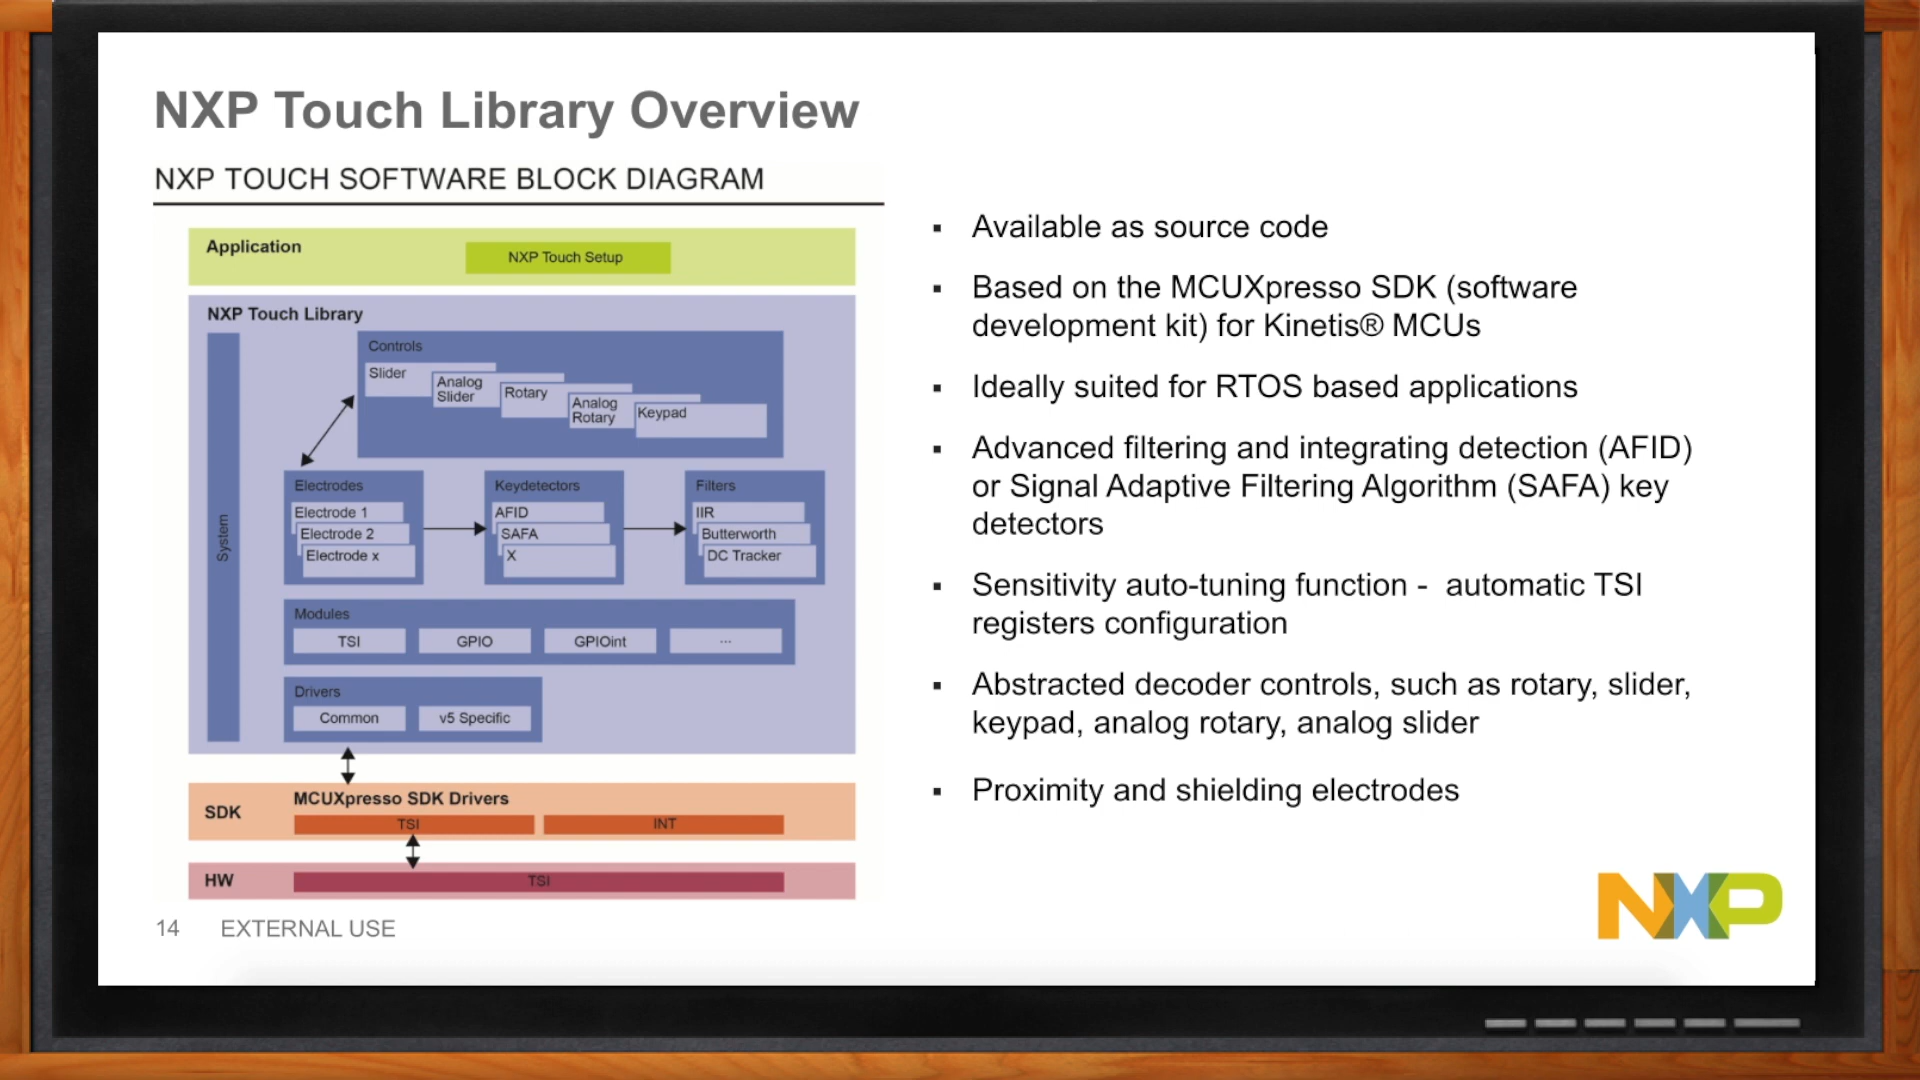 NXP Touch Library Overview
NXP TOUCH SOFTWARE BLOCK DIAGRAM
Application
NXP Touch Setup
NXP Touch Library
System
Controls
Slider
Analog
Slider
Rotary
Analog
Rotary
Keypad
Electrodes
Electrode 1
Electrode 2
Electrode x
Keydetectors
AFID
SAFA
X
Filters
IIR
Butterworth
DC Tracker
Modules
TSI
GPIO
GPIOint
...
Drivers
Common
v5 Specific
SDK
MCUXpresso SDK Drivers
TSI
INT
HW
TSI
▪ Available as source code
▪ Based on the MCUXpresso SDK (software
development kit) for Kinetis® MCUs
▪ Ideally suited for RTOS based applications
▪ Advanced filtering and integrating detection (AFID)
or Signal Adaptive Filtering Algorithm (SAFA) key
detectors
▪ Sensitivity auto-tuning function - automatic TSI
registers configuration
▪ Abstracted decoder controls, such as rotary, slider,
keypad, analog rotary, analog slider
▪ Proximity and shielding electrodes
14 EXTERNAL USE
NXP